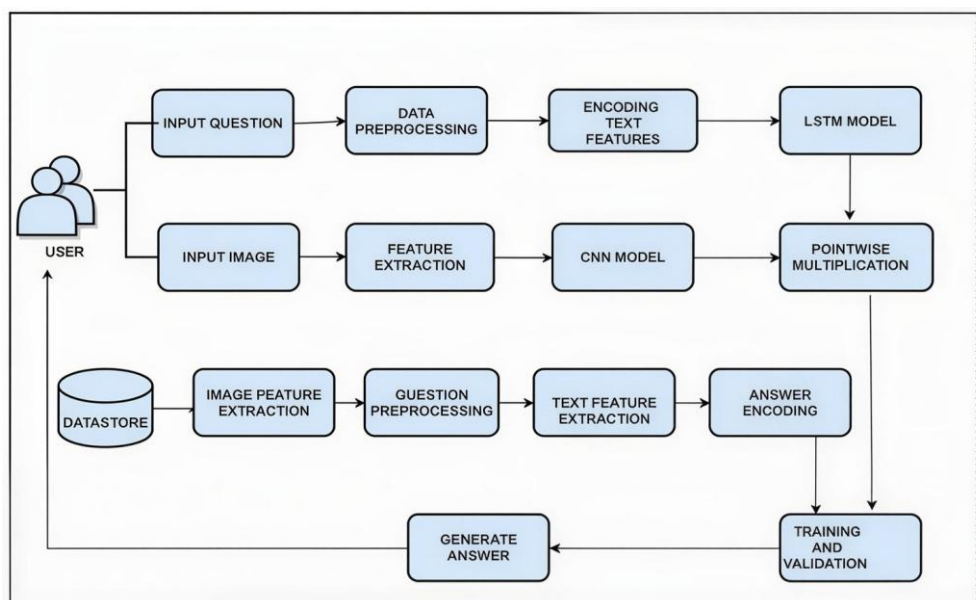 INPUT QUESTION
DATA
PREPROCESSING
ENCODING
TEXT
FEATURES
LSTM MODEL
USER
INPUT IMAGE
FEATURE
EXTRACTION
CNN MODEL
POINTWISE
MULTIPLICATION
DATASTORE
IMAGE PEATURE
EXTRACTION
GUESTION
PREPROCESSING
TEXT FEATURE
EXTRACTION
ANSWER
ENCODING
GENERATE
ANSWER
TRAINING
AND
VALIDATION